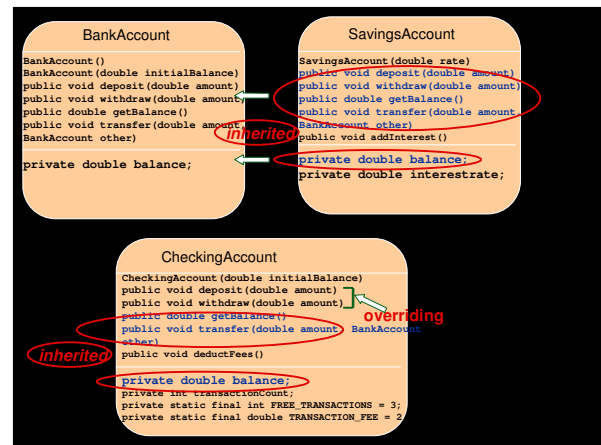 BankAccount
BankAccount()
BankAccount(double initialBalance)
public void deposit(double amount)
public void withdraw(double amount)
public double getBalance()
public void transfer(double amount,
BankAccount other)
private double balance;
SavingsAccount
SavingsAccount(double rate)
public void deposit(double amount)
public void withdraw(double amount)
public double getBalance()
public void transfer(double amount
BankAccount other)
public void addInterest()
inherited
private double balance;
private double interestrate;
CheckingAccount
CheckingAccount(double initialBalance)
public void deposit(double amount)
public void withdraw(double amount)
overriding
public double getBalance()
public void transfer(double amount, BankAccount
other)
inherited
public void deductFees()
private double balance;
private int transactionCount;
private static final int FREE_TRANSACTIONS = 3;
private static final double TRANSACTION_FEE = 2